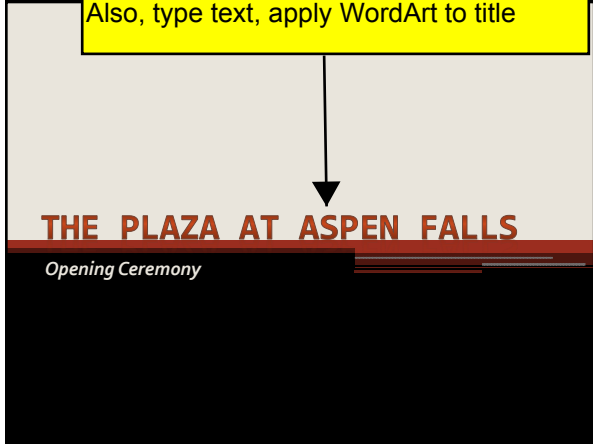 Also, type text, apply WordArt to title
THE PLAZA AT ASPEN FALLS
Opening Ceremony